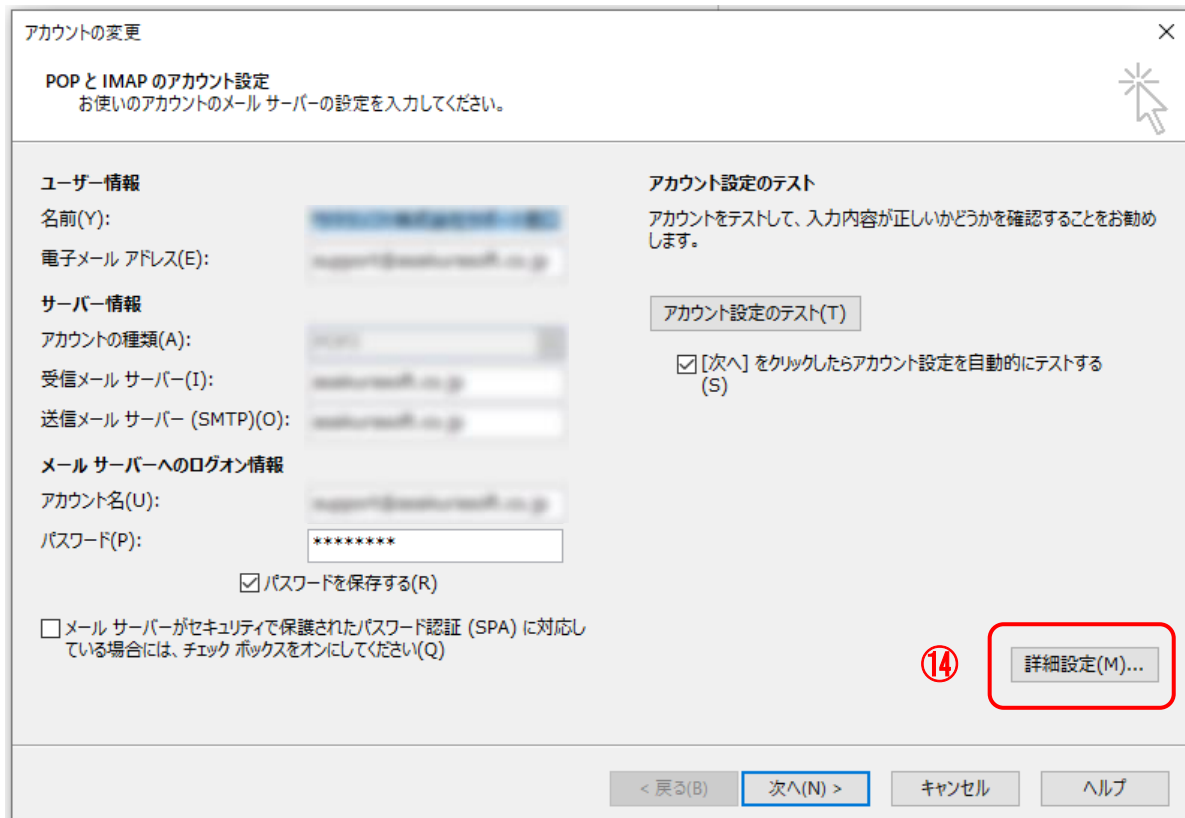 アカウントの変更
POP と IMAP のアカウント設定
お使いのアカウントのメール サーバーの設定を入力してください。
ユーザー情報
名前(Y):
電子メール アドレス(E):
サーバー情報
アカウントの種類(A):
受信メール サーバー(I):
送信メール サーバー (SMTP)(O):
メール サーバーへのログオン情報
アカウント名(U):
パスワード(P):
********
パスワードを保存する(R)
メール サーバーがセキュリティで保護されたパスワード認証 (SPA) に対応し
ている場合には、チェック ボックスをオンにしてください(Q)
アカウント設定のテスト
アカウントをテストして、入力内容が正しいかどうかを確認することをお勧め
します。
アカウント設定のテスト(T)
[次へ] をクリックしたらアカウント設定を自動的にテストする
(S)
⑭
詳細設定(M)...
< 戻る(B)
次へ(N) >
キャンセル
ヘルプ